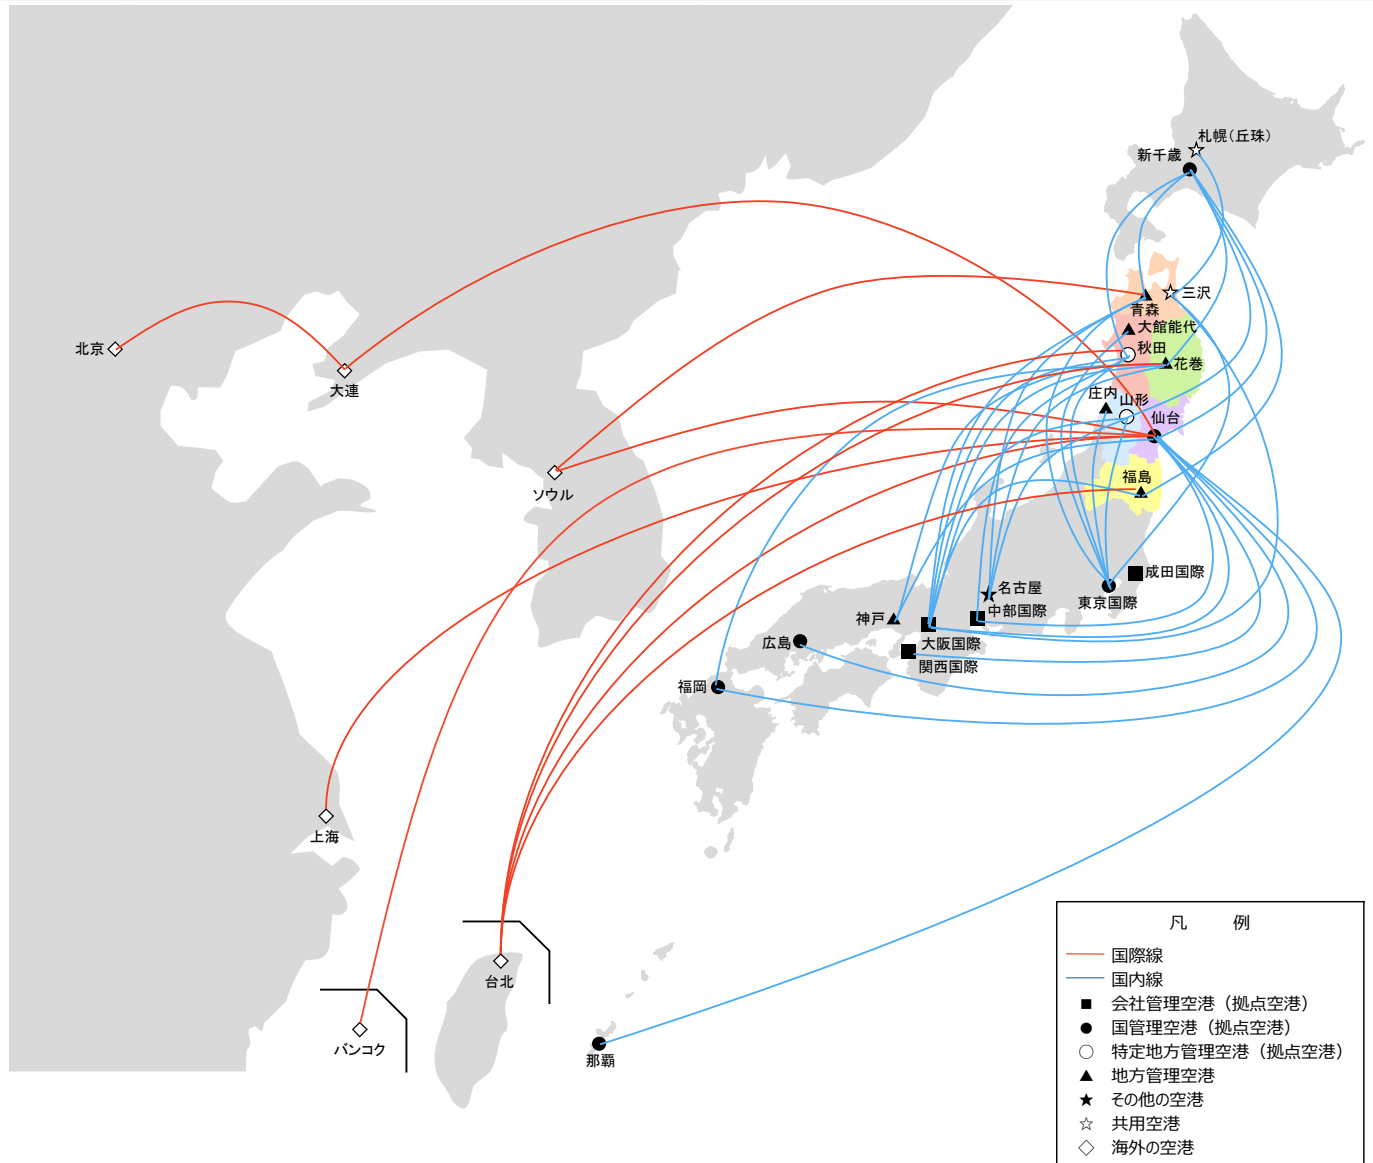 札幌(丘珠)
新千歳
三沢
青森
大館能代
北京
秋田
花巻
大連
庄内
山形
仙台
福島
ソウル
成田国際
名古屋
東京国際
中部国際
神戸
広島
大阪国際
関西国際
福岡
上海
台北
バンコク
那覇
凡 例
国際線
国内線
会社管理空港（拠点空港）
国管理空港（拠点空港）
特定地方管理空港（拠点空港）
地方管理空港
その他の空港
共用空港
海外の空港